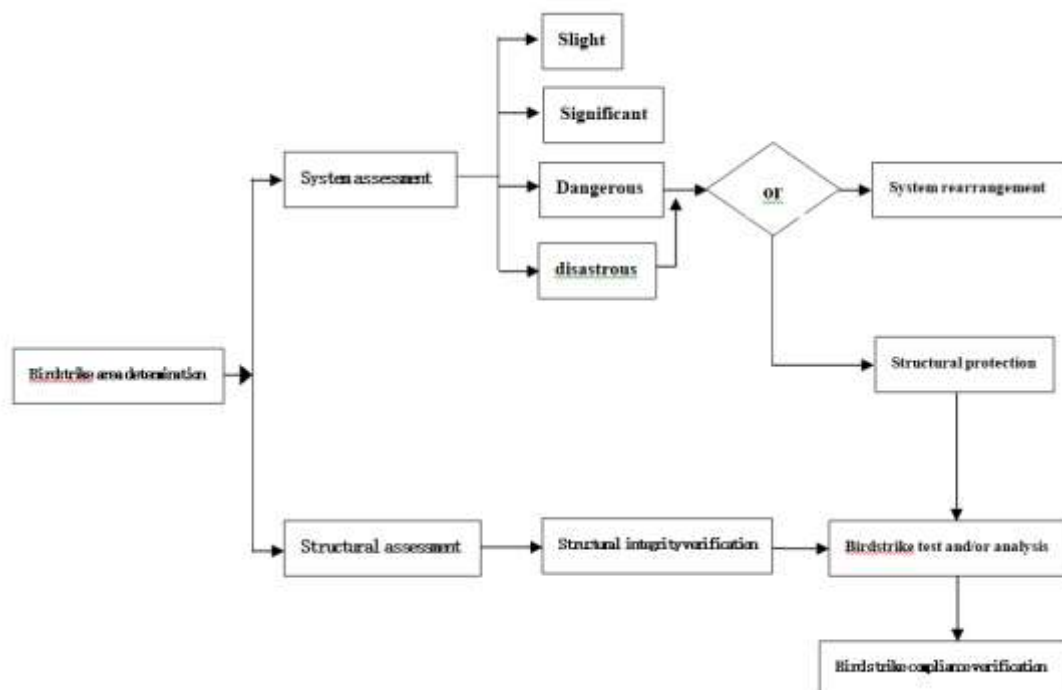 Slight
Significant
System assessment
Dangerous
or
System rearrangement
disastrous
Birdstrike area determination
Structural protection
Structural assessment
Structural integrity verification
Birdstrike test and/or analysis
Birdstrike compliance verification